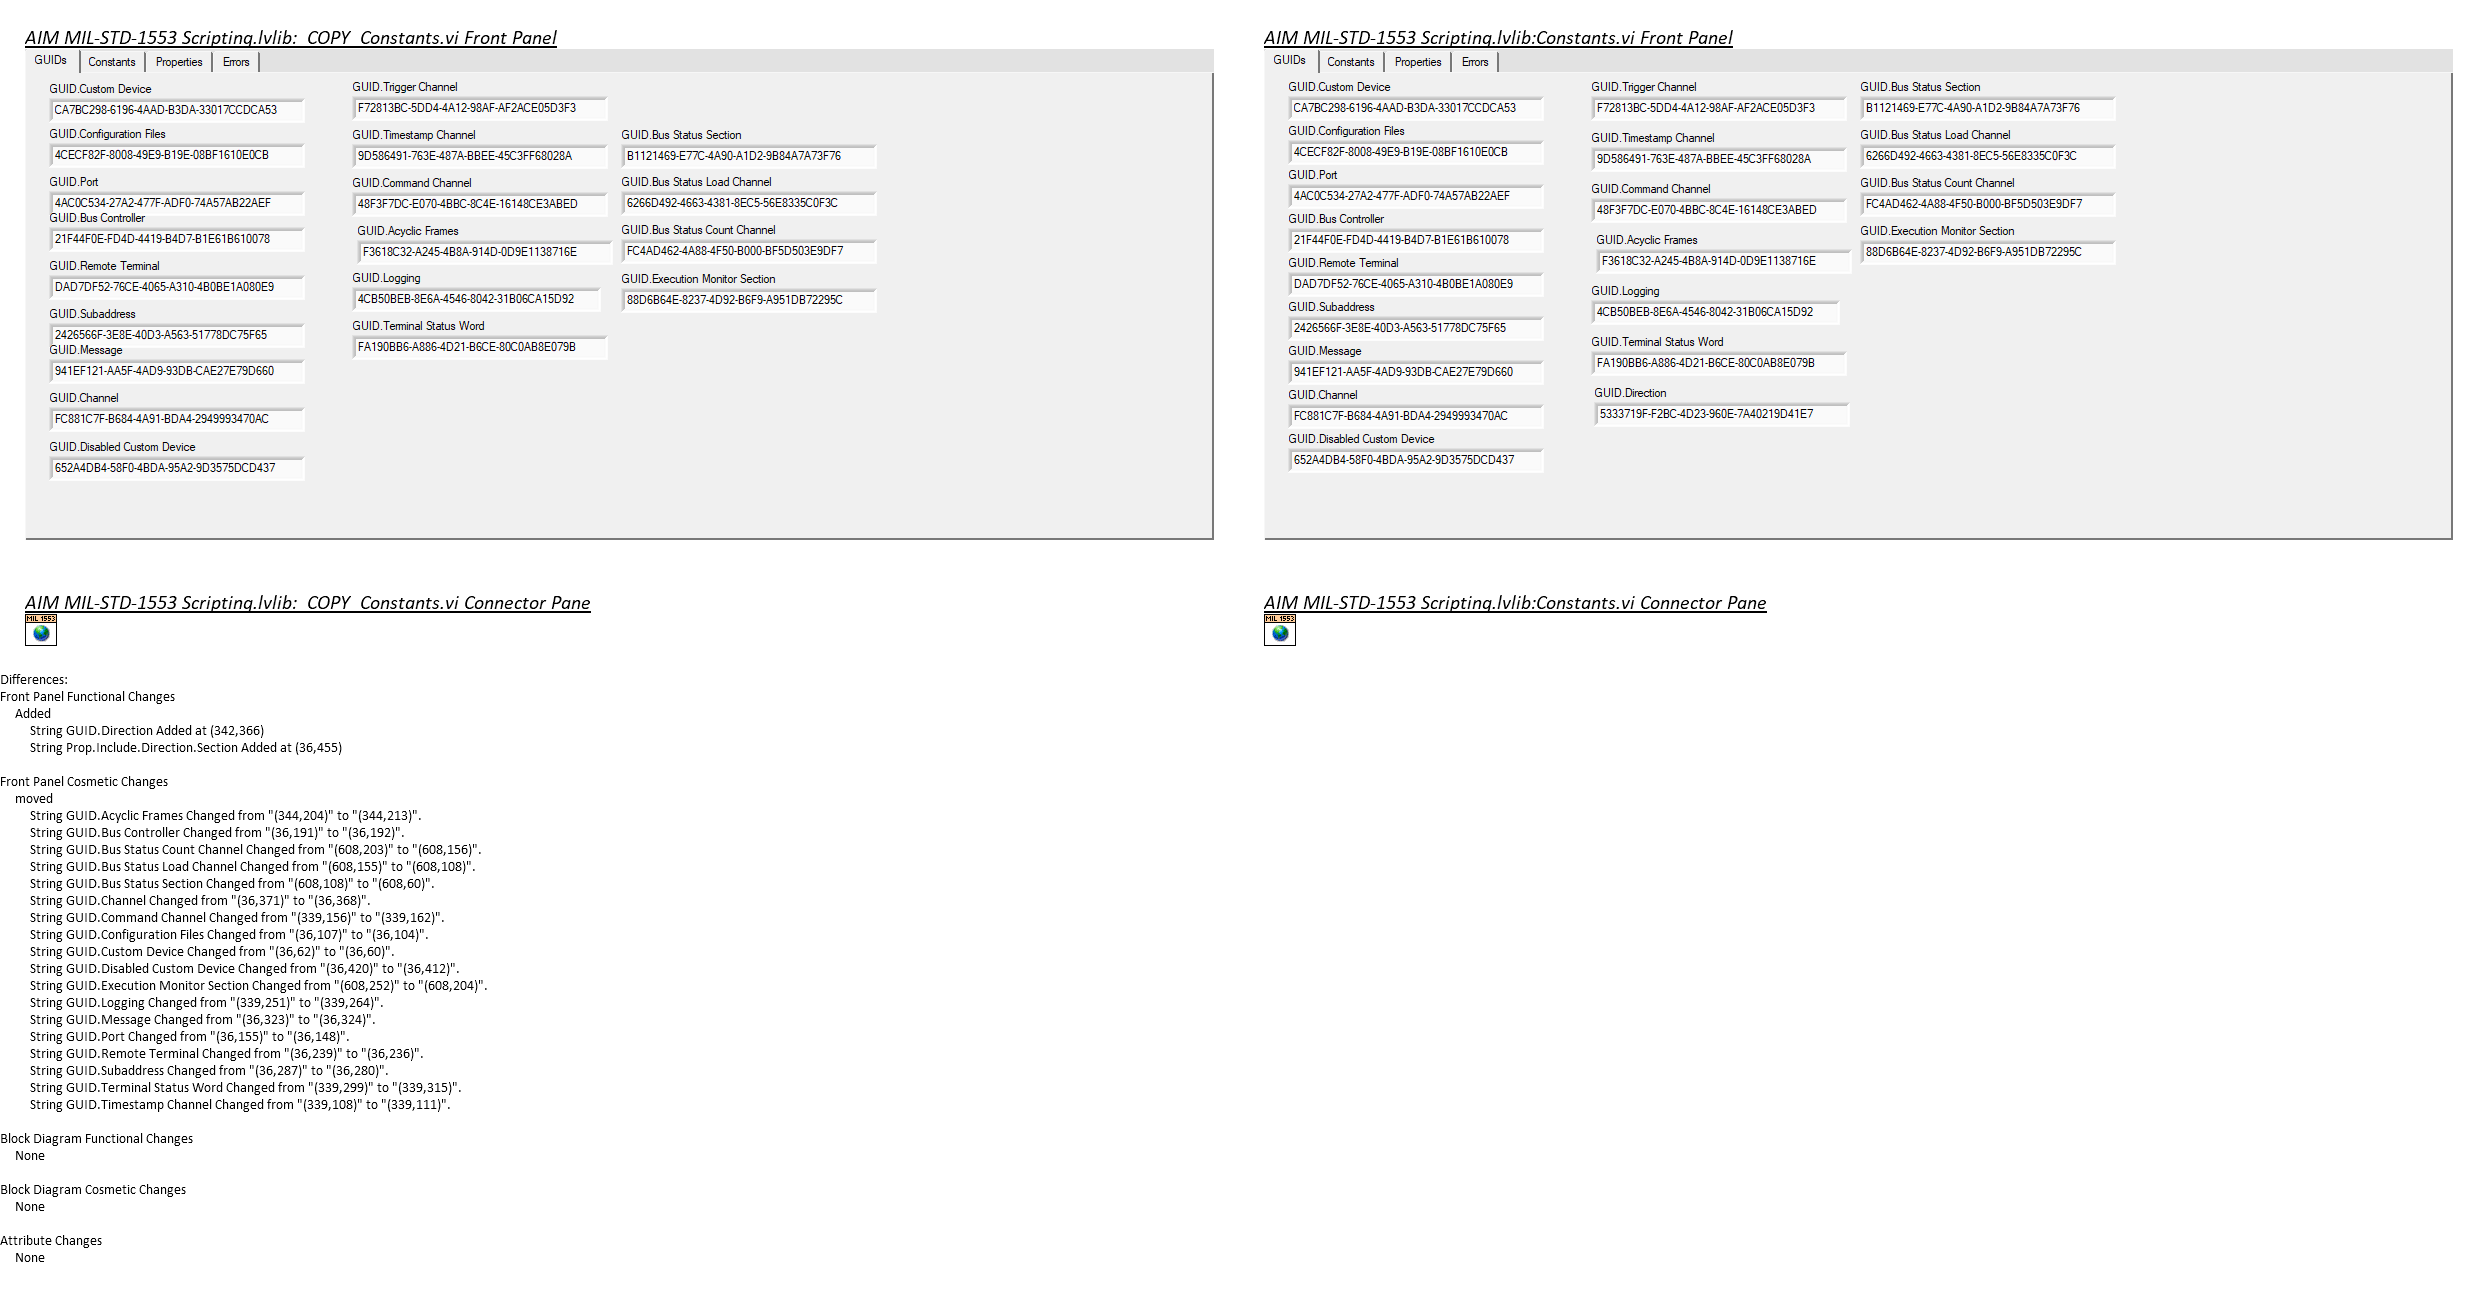 AIM MIL-STD-1553 Scripting.lvlib:_COPY_Constants.vi Front Panel
GUIDs Constants Properties Errors
GUID.Custom Device
CA7BC298-6196-4AAD-B3DA-33017CCDCA53
GUID.Configuration Files
4CECF82F-8008-49E9-B19E-08BF1610E0CB
GUID.Port
4AC0C534-27A2-477F-ADF0-74A57AB22AEF
GUID.Bus Controller
21F44F0E-FD4D-4419-B4D7-B1E61B610078
GUID.Remote Terminal
DAD7DF52-76CE-4065-A310-4B0BE1A080E9
GUID.Subaddress
2426566F-3E8E-40D3-A563-51778DC75F65
GUID.Message
941EF121-AA5F-4AD9-93DB-CAE27E79D660
GUID.Channel
FC881C7F-B684-4A91-BDA4-2949993470AC
GUID.Disabled Custom Device
652A4DB4-58F0-4BDA-95A2-9D3575DCD437
GUID.Trigger Channel
F72813BC-5DD4-4A12-98AF-AF2ACE05D3F3
GUID.Timestamp Channel
9D586491-763E-487A-BBEE-45C3FF68028A
GUID.Command Channel
48F3F7DC-E070-4BBC-8C4E-16148CE3ABED
GUID.Acyclic Frames
F3618C32-A245-4B8A-914D-0D9E1138716E
GUID.Logging
4CB50BEB-8E6A-4546-8042-31B06CA15D92
GUID.Terminal Status Word
FA190BB6-A886-4D21-B6CE-80C0AB8E079B
GUID.Bus Status Section
B1121469-E77C-4A90-A1D2-9B84A7A73F76
GUID.Bus Status Load Channel
6266D492-4663-4381-8EC5-56E8335C0F3C
GUID.Bus Status Count Channel
FC4AD462-4A88-4F50-B000-BF5D503E9DF7
GUID.Execution Monitor Section
88D6B64E-8237-4D92-B6F9-A951DB72295C
AIM MIL-STD-1553 Scripting.lvlib:Constants.vi Front Panel
GUIDs Constants Properties Errors
GUID.Custom Device
CA7BC298-6196-4AAD-B3DA-33017CCDCA53
GUID.Configuration Files
4CECF82F-8008-49E9-B19E-08BF1610E0CB
GUID.Port
4AC0C534-27A2-477F-ADF0-74A57AB22AEF
GUID.Bus Controller
21F44F0E-FD4D-4419-B4D7-B1E61B610078
GUID.Remote Terminal
DAD7DF52-76CE-4065-A310-4B0BE1A080E9
GUID.Subaddress
2426566F-3E8E-40D3-A563-51778DC75F65
GUID.Message
941EF121-AA5F-4AD9-93DB-CAE27E79D660
GUID.Channel
FC881C7F-B684-4A91-BDA4-2949993470AC
GUID.Disabled Custom Device
652A4DB4-58F0-4BDA-95A2-9D3575DCD437
GUID.Trigger Channel
F72813BC-5DD4-4A12-98AF-AF2ACE05D3F3
GUID.Timestamp Channel
9D586491-763E-487A-BBEE-45C3FF68028A
GUID.Command Channel
48F3F7DC-E070-4BBC-8C4E-16148CE3ABED
GUID.Acyclic Frames
F3618C32-A245-4B8A-914D-0D9E1138716E
GUID.Logging
4CB50BEB-8E6A-4546-8042-31B06CA15D92
GUID.Terminal Status Word
FA190BB6-A886-4D21-B6CE-80C0AB8E079B
GUID.Direction
5333719F-F2BC-4D23-960E-7A40219D41E7
GUID.Bus Status Section
B1121469-E77C-4A90-A1D2-9B84A7A73F76
GUID.Bus Status Load Channel
6266D492-4663-4381-8EC5-56E8335C0F3C
GUID.Bus Status Count Channel
FC4AD462-4A88-4F50-B000-BF5D503E9DF7
GUID.Execution Monitor Section
88D6B64E-8237-4D92-B6F9-A951DB72295C
AIM MIL-STD-1553 Scripting.lvlib:_COPY_Constants.vi Connector Pane
MIL 1553
AIM MIL-STD-1553 Scripting.lvlib:Constants.vi Connector Pane
MIL 1553
Differences:
Front Panel Functional Changes
Added
String GUID.Direction Added at (342,366)
String Prop.Include.Direction.Section Added at (36,455)
Front Panel Cosmetic Changes
moved
String GUID.Acyclic Frames Changed from "(344,204)" to "(344,213)".
String GUID.Bus Controller Changed from "(36,191)" to "(36,192)".
String GUID.Bus Status Count Channel Changed from "(608,203)" to "(608,156)".
String GUID.Bus Status Load Channel Changed from "(608,155)" to "(608,108)".
String GUID.Bus Status Section Changed from "(608,108)" to "(608,60)".
String GUID.Channel Changed from "(36,371)" to "(36,368)".
String GUID.Command Channel Changed from "(339,156)" to "(339,162)".
String GUID.Configuration Files Changed from "(36,107)" to "(36,104)".
String GUID.Custom Device Changed from "(36,62)" to "(36,60)".
String GUID.Disabled Custom Device Changed from "(36,420)" to "(36,412)".
String GUID.Execution Monitor Section Changed from "(608,252)" to "(608,204)".
String GUID.Logging Changed from "(339,251)" to "(339,264)".
String GUID.Message Changed from "(36,323)" to "(36,324)".
String GUID.Port Changed from "(36,155)" to "(36,148)".
String GUID.Remote Terminal Changed from "(36,239)" to "(36,236)".
String GUID.Subaddress Changed from "(36,287)" to "(36,280)".
String GUID.Terminal Status Word Changed from "(339,299)" to "(339,315)".
String GUID.Timestamp Channel Changed from "(339,108)" to "(339,111)".
Block Diagram Functional Changes
None
Block Diagram Cosmetic Changes
None
Attribute Changes
None